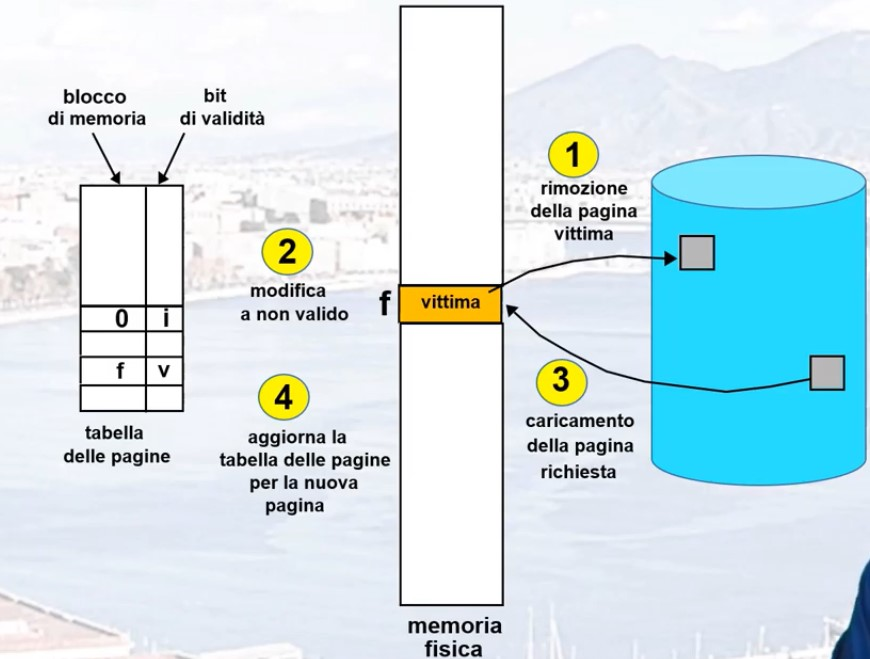 blocco
di memoria
bit
di validità
0 i
f v
tabella
delle pagine
2
modifica
a non valido
4
aggiorna la
tabella delle pagine
per la nuova
pagina
f
vittima
memoria
fisica
1
rimozione
della pagina
vittima
3
caricamento
della pagina
richiesta